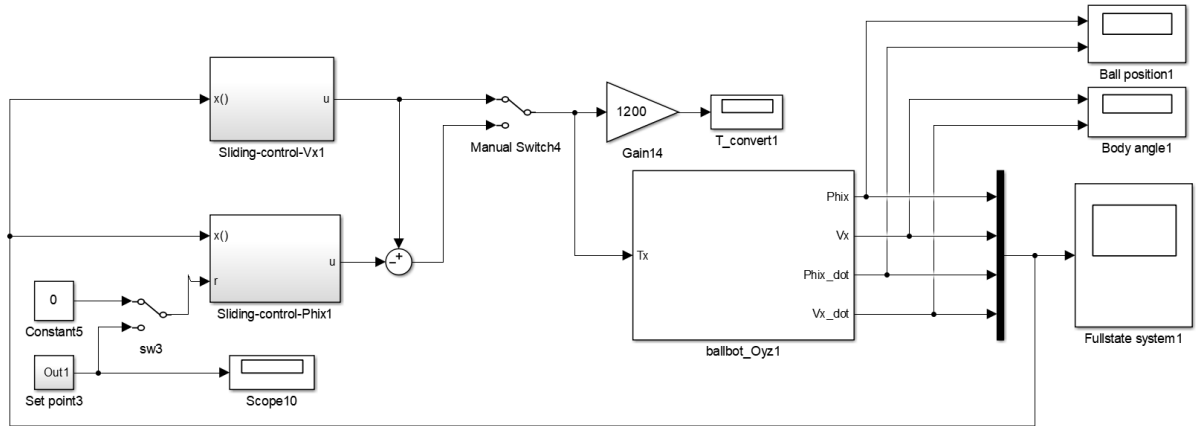 x()
u
Sliding-control-Vx1
x()
r
u
Sliding-control-Phix1
0
Constant5
sw3
Out1
Set point3
Scope10
− +
Manual Switch4
1200
Gain14
T_convert1
Tx
Phix
Vx
Phix_dot
Vx_dot
ballbot_Oyz1
Ball position1
Body angle1
Fullstate system1